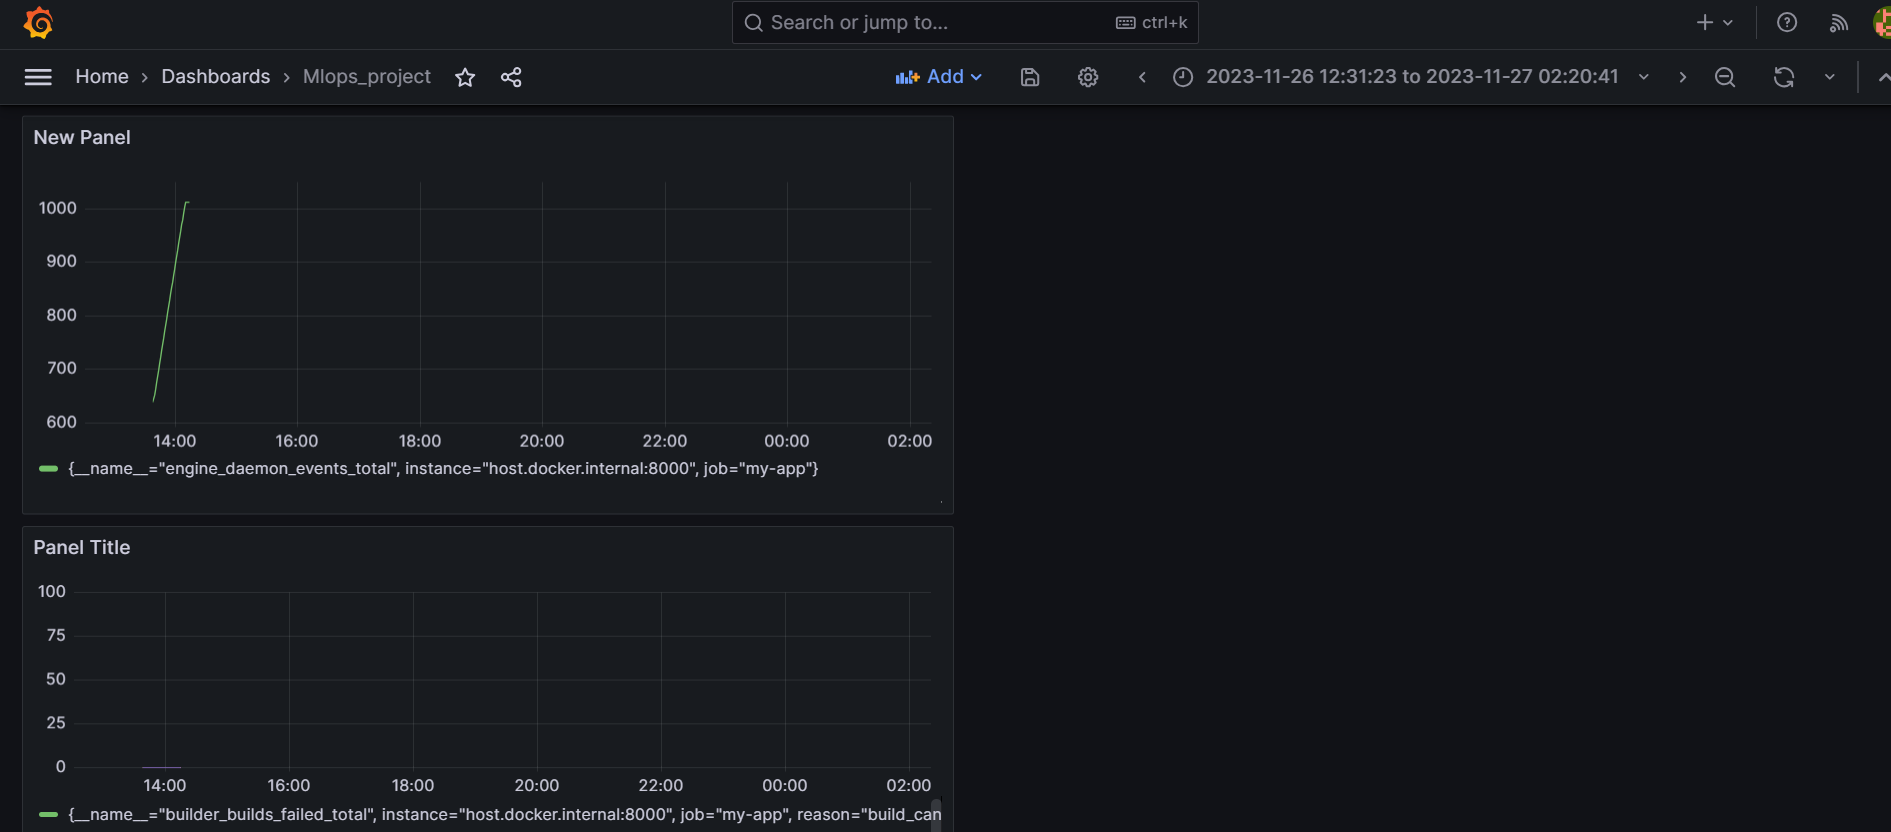 Search or jump to... ctrl+k
Home › Dashboards › Mlops_project Add 2023-11-26 12:31:23 to 2023-11-27 02:20:41
New Panel
1000
900
800
700
600
14:00 16:00 18:00 20:00 22:00 00:00 02:00
{__name__="engine_daemon_events_total", instance="host.docker.internal:8000", job="my-app"}
Panel Title
100
75
50
25
0
14:00 16:00 18:00 20:00 22:00 00:00 02:00
{__name__="builder_builds_failed_total", instance="host.docker.internal:8000", job="my-app", reason="build_can